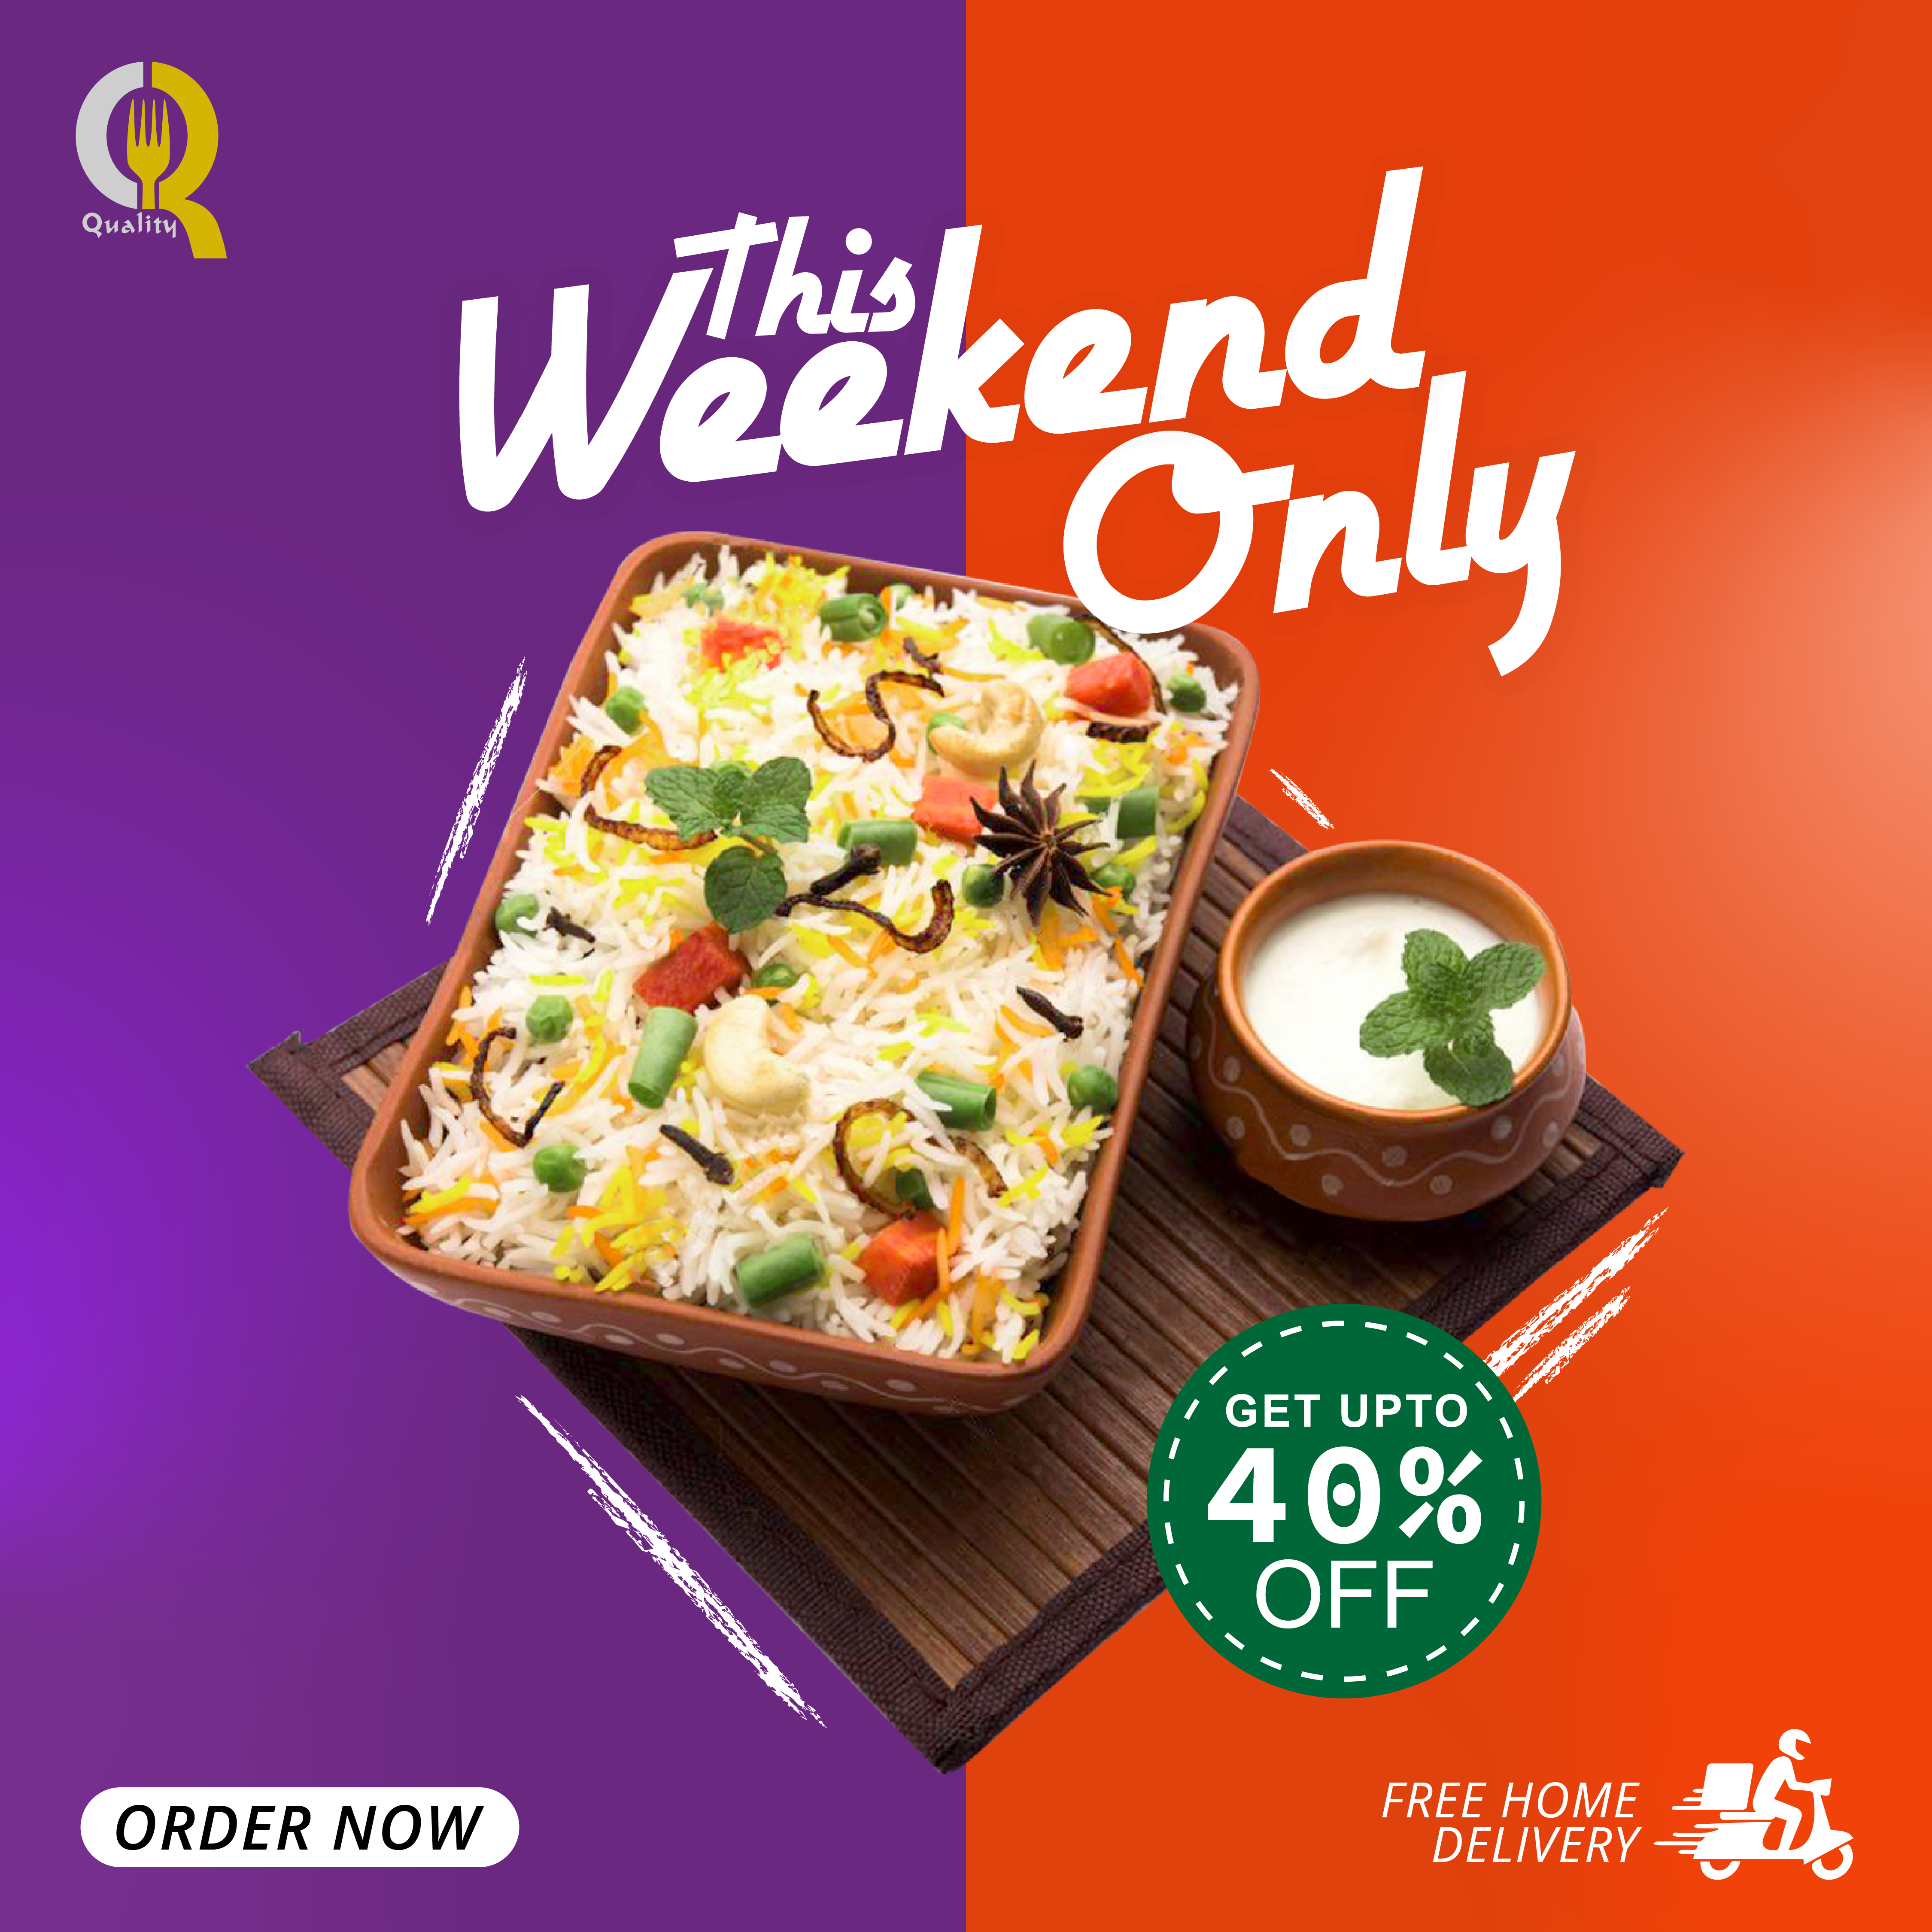 Quality
This
Weekend
Only
GET UPTO
40%
OFF
ORDER NOW
FREE HOME
DELIVERY